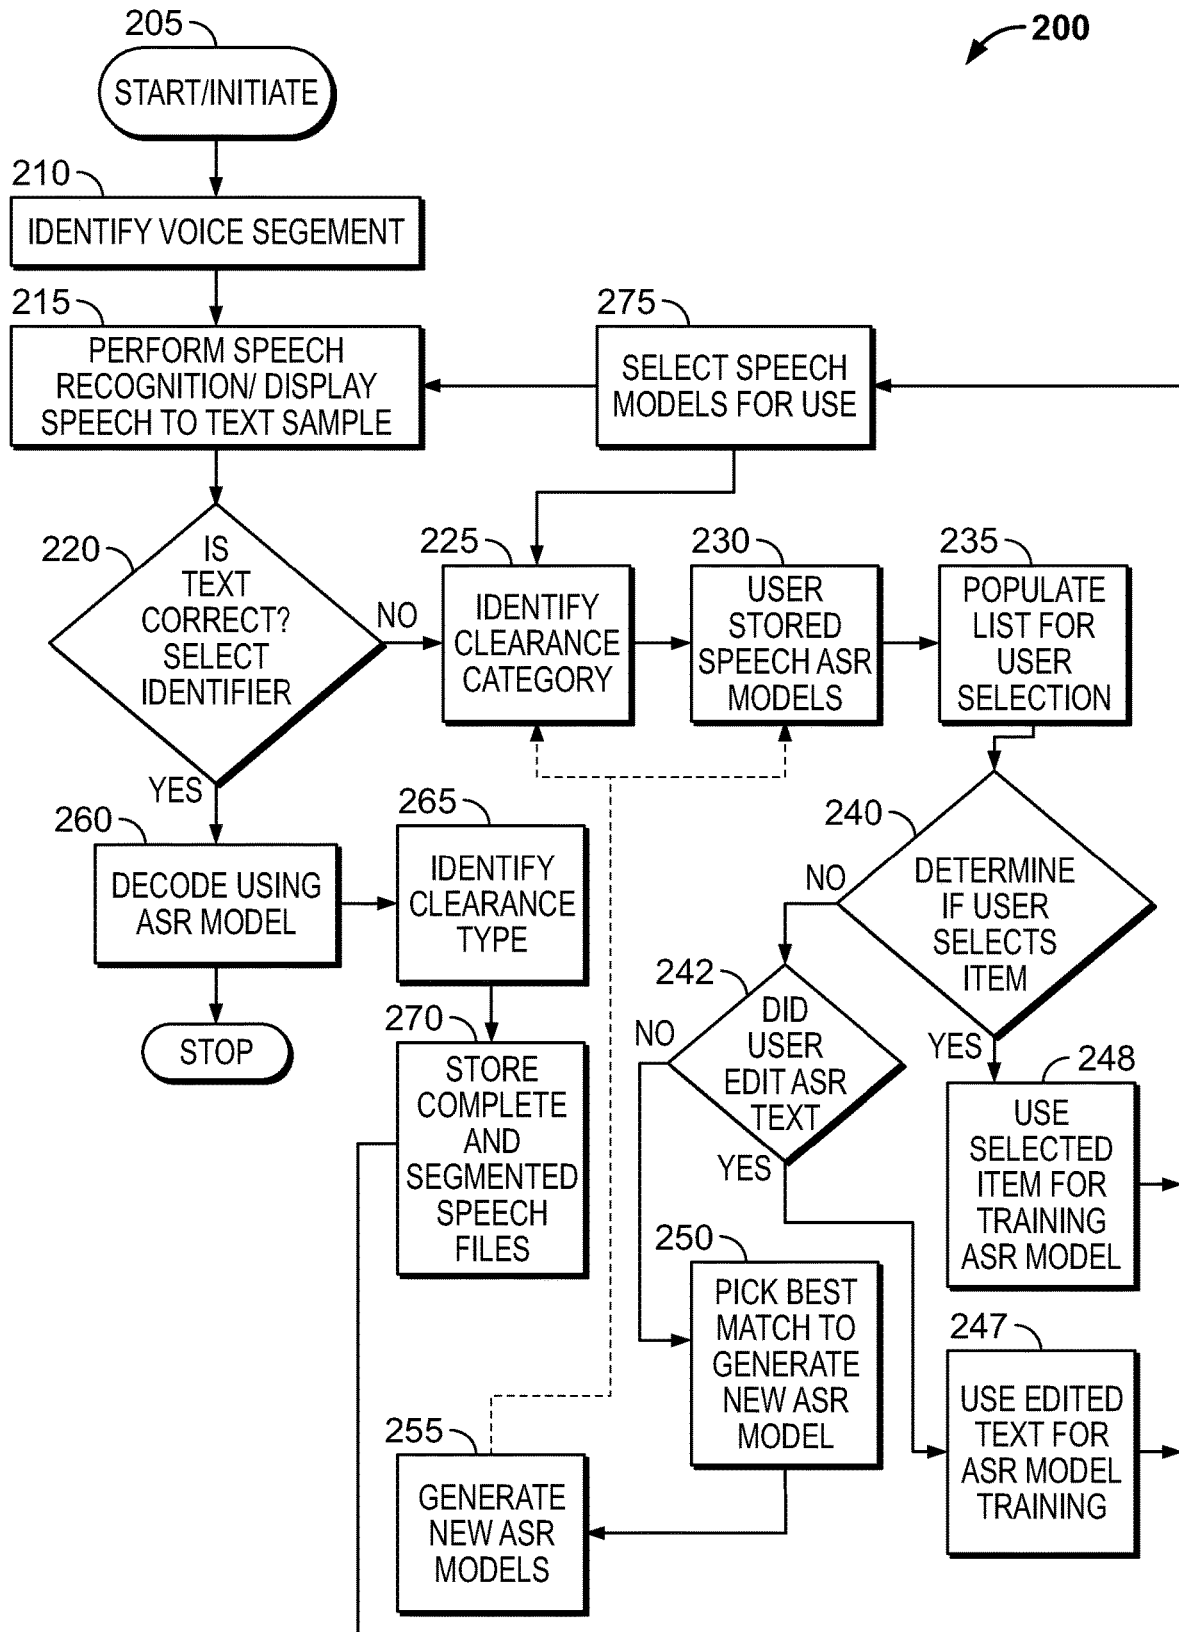 205
200
START/INITIATE
210
IDENTIFY VOICE SEGEMENT
215
PERFORM SPEECH
RECOGNITION/ DISPLAY
SPEECH TO TEXT SAMPLE
275
SELECT SPEECH
MODELS FOR USE
220
IS
TEXT
CORRECT?
SELECT
IDENTIFIER
NO
YES
225
IDENTIFY
CLEARANCE
CATEGORY
230
USER
STORED
SPEECH ASR
MODELS
235
POPULATE
LIST FOR
USER
SELECTION
260
DECODE USING
ASR MODEL
STOP
265
IDENTIFY
CLEARANCE
TYPE
270
STORE
COMPLETE
AND
SEGMENTED
SPEECH
FILES
240
DETERMINE
IF USER
SELECTS
ITEM
NO
YES
242
DID
USER
EDIT ASR
TEXT
NO
YES
248
USE
SELECTED
ITEM FOR
TRAINING
ASR MODEL
250
PICK BEST
MATCH TO
GENERATE
NEW ASR
MODEL
247
USE EDITED
TEXT FOR
ASR MODEL
TRAINING
255
GENERATE
NEW ASR
MODELS